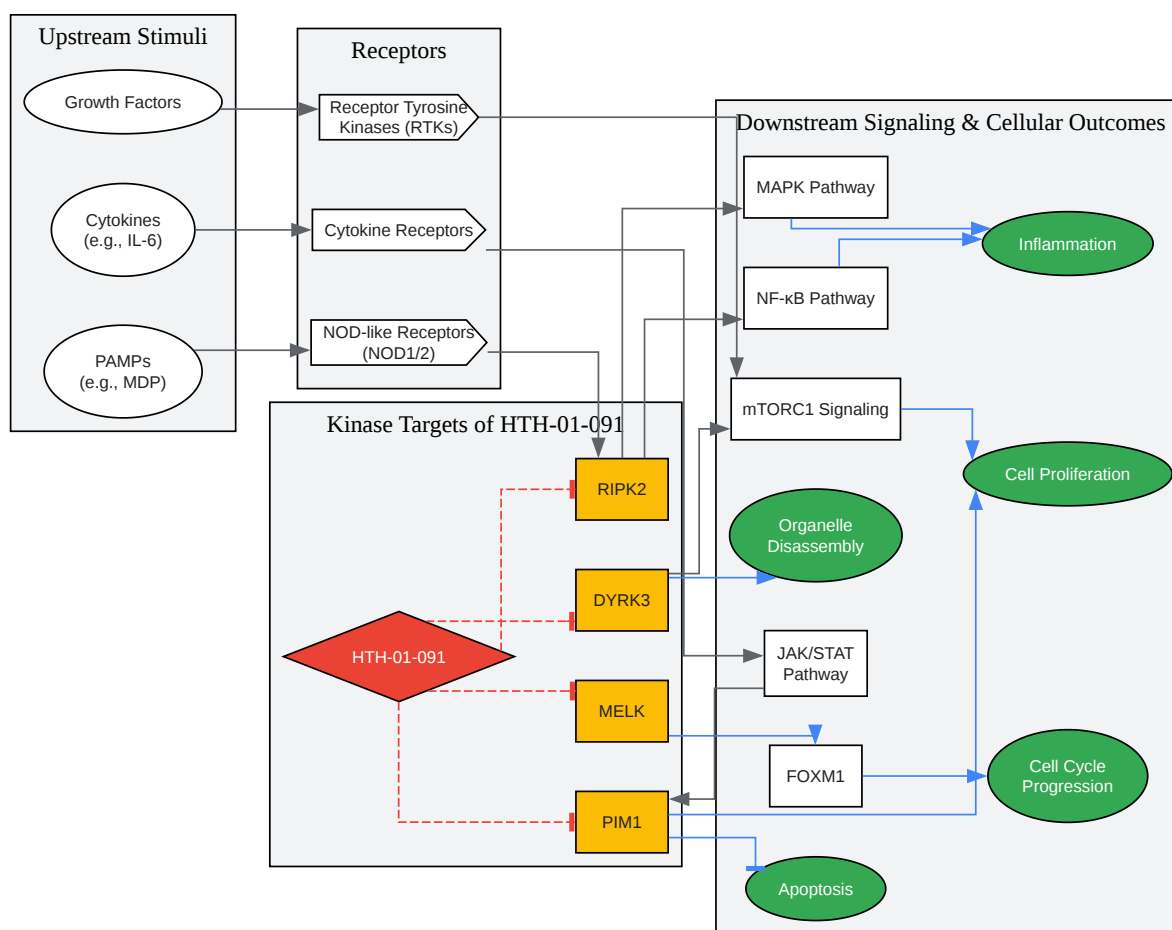 Upstream Stimuli
Growth Factors
Cytokines
(e.g., IL-6)
PAMPs
(e.g., MDP)
Receptors
Receptor Tyrosine
Kinases (RTKs)
Cytokine Receptors
NOD-like Receptors
(NOD1/2)
Kinase Targets of HTH-01-091
RIPK2
DYRK3
HTH-01-091
MELK
PIM1
Downstream Signaling & Cellular Outcomes
MAPK Pathway
Inflammation
NF-κB Pathway
mTORC1 Signaling
Cell Proliferation
Organelle
Disassembly
JAK/STAT
Pathway
FOXM1
Cell Cycle
Progression
Apoptosis